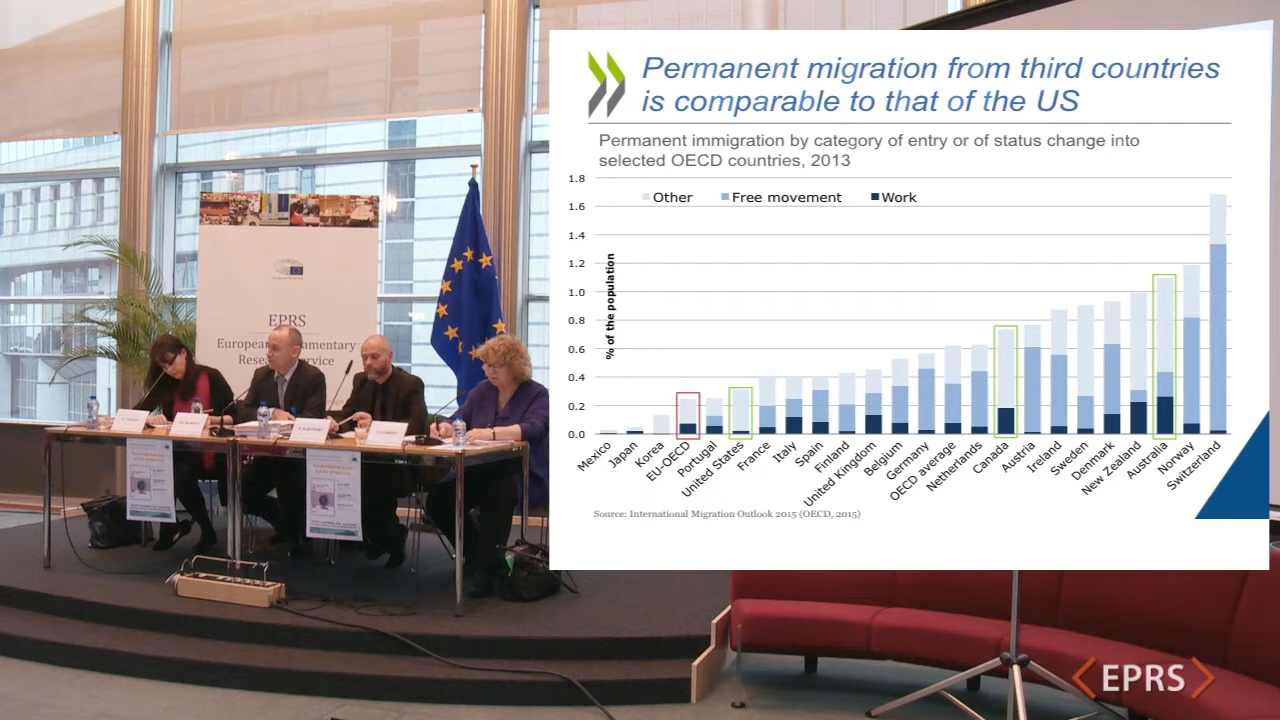 Permanent migration from third countries
is comparable to that of the US
Permanent immigration by category of entry or of status change into
selected OECD countries, 2013
Other
Free movement
Work
% of the population
1.8
1.6
1.4
1.2
1.0
0.8
0.6
0.4
0.2
0.0
Mexico
Japan
Korea
EU-OECD
Portugal
United States
France
Italy
Spain
Finland
United Kingdom
Belgium
Germany
OECD average
Netherlands
Canada
Austria
Ireland
Sweden
Denmark
New Zealand
Australia
Norway
Switzerland
Source: International Migration Outlook 2015 (OECD, 2015)
EPRS
European Parliamentary
Research Service
EPRS